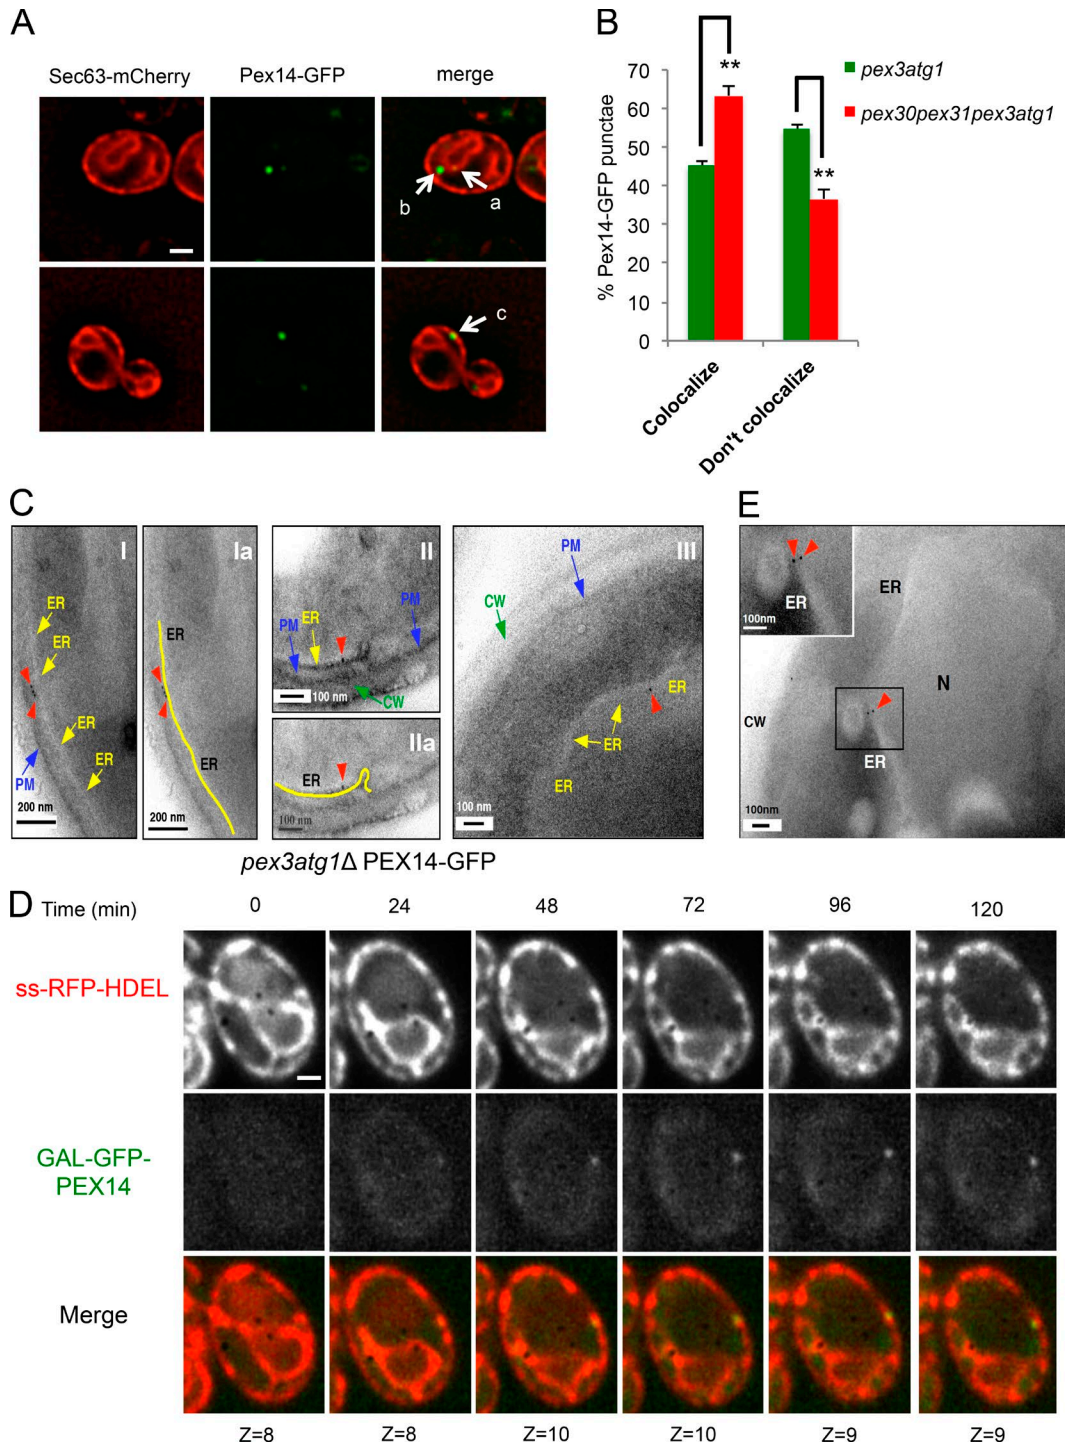 A
Sec63-mCherry Pex14-GFP merge
b a
c
B
% Pex14-GFP punctae
70
60
50
40
30
20
10
0
** **
Colocalize
Don't colocalize
pex3atg1
pex30pex31pex3atg1
C
I
ER
ER
ER
ER
PM
200 nm
Ia
ER
ER
200 nm
II
PM ER PM
CW
100 nm
IIa
ER
100 nm
III
PM
CW
ER
ER
ER
100
pex3atg1Δ PEX14-GFP
E
ER
100nm
ER
N
CW
ER
100nm
D Time (min) 0 24 48 72 96 120
ss-RFP-HDEL
GAL-GFP-
PEX14
Merge
Z=8 Z=8 Z=10 Z=10 Z=9 Z=9